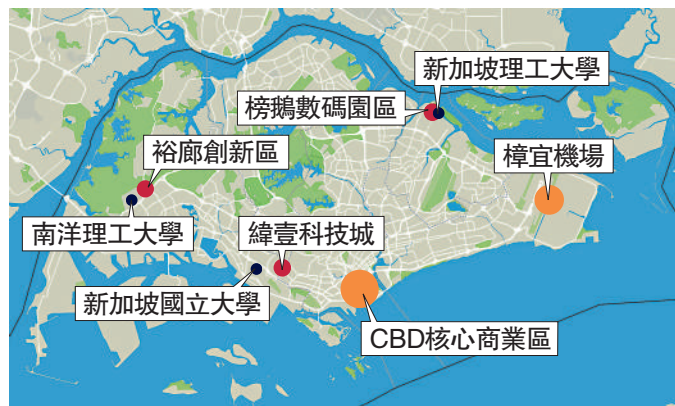 新加坡理工大學
榜鵝數碼園區
裕廊創新區
樟宜機場
南洋理工大學
緯壹科技城
新加坡國立大學
CBD核心商業區